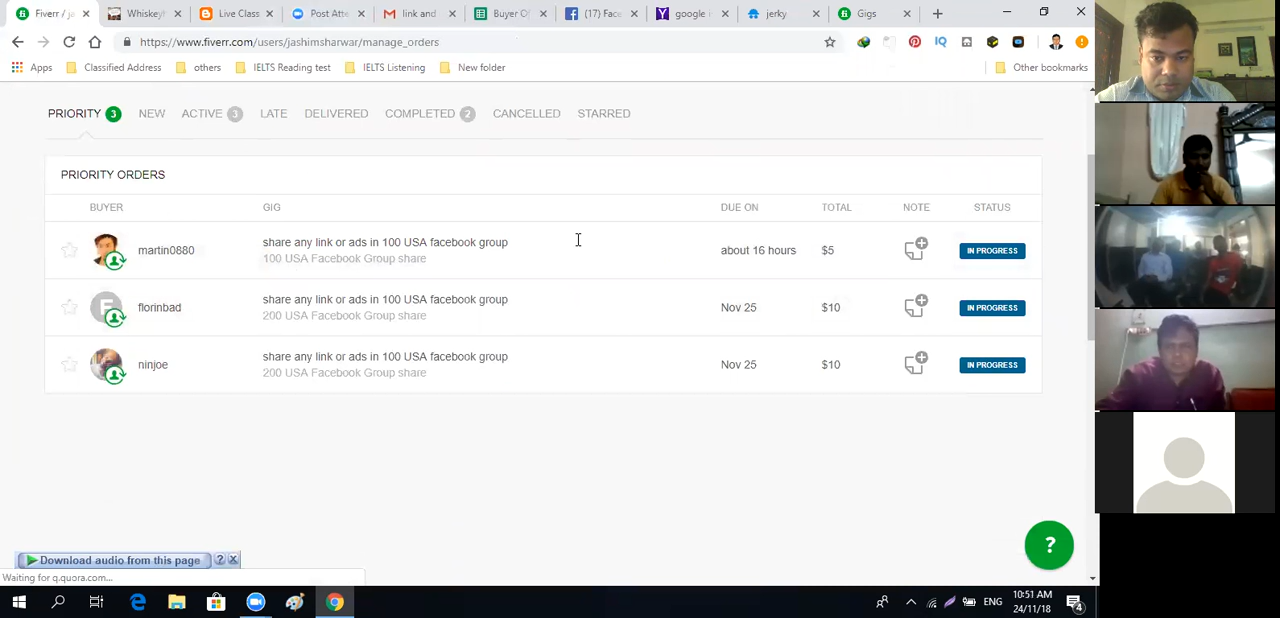 Fiverr / ja
Whiskey
Live Class
Post Atte
link and
Buyer Of
(17) Face
google i
jerky
Gigs
https://www.fiverr.com/users/jashimsharwar/manage_orders
Apps
Classified Address
others
IELTS Reading test
IELTS Listening
New folder
Other bookmarks
PRIORITY 3
NEW
ACTIVE 3
LATE
DELIVERED
COMPLETED 2
CANCELLED
STARRED
PRIORITY ORDERS
BUYER GIG DUE ON TOTAL NOTE STATUS
martin0880 share any link or ads in 100 USA facebook group about 16 hours $5 IN PROGRESS
100 USA Facebook Group share
F florinbad share any link or ads in 100 USA facebook group Nov 25 $10 IN PROGRESS
200 USA Facebook Group share
ninjoe share any link or ads in 100 USA facebook group Nov 25 $10 IN PROGRESS
200 USA Facebook Group share
Download audio from this page ? X
?
Waiting for q.quora.com...
ENG
10:51 AM
24/11/18
4